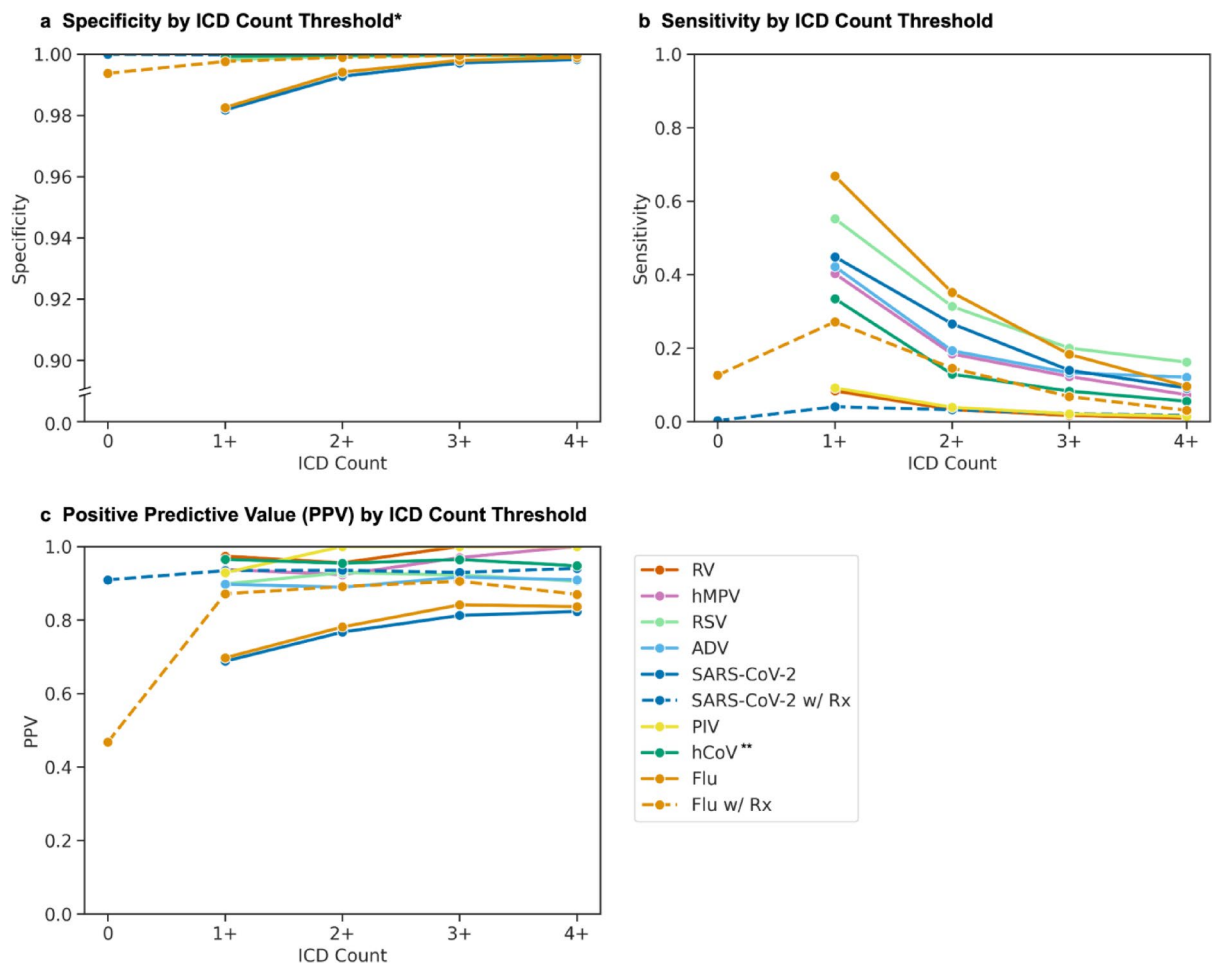 a Specificity by ICD Count Threshold*
1.00
0.98
0.96
0.94
0.92
0.90
0.0
Specificity
0 1+ 2+ 3+ 4+
ICD Count
b Sensitivity by ICD Count Threshold
1.0
0.8
0.6
0.4
0.2
0.0
Sensitivity
0 1+ 2+ 3+ 4+
ICD Count
c Positive Predictive Value (PPV) by ICD Count Threshold
1.0
0.8
0.6
0.4
0.2
0.0
PPV
0 1+ 2+ 3+ 4+
ICD Count
RV
hMPV
RSV
ADV
SARS-CoV-2
SARS-CoV-2 w/ Rx
PIV
hCoV**
Flu
Flu w/ Rx